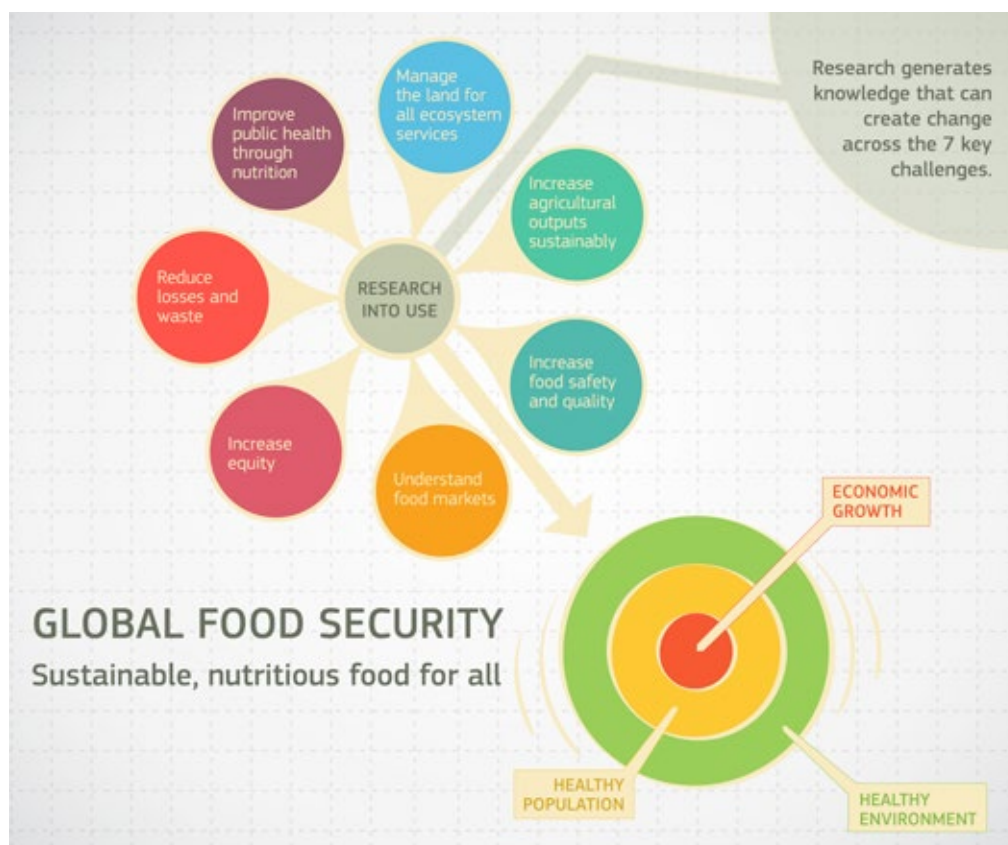 Research generates
knowledge that can
create change
across the 7 key
challenges.
Manage
the land for
all ecosystem
services
Improve
public health
through
nutrition
Increase
agricultural
outputs
sustainably
Reduce
losses and
waste
RESEARCH
INTO USE
Increase
food safety
and quality
Increase
equity
Understand
food markets
ECONOMIC
GROWTH
GLOBAL FOOD SECURITY
Sustainable, nutritious food for all
HEALTHY
POPULATION
HEALTHY
ENVIRONMENT